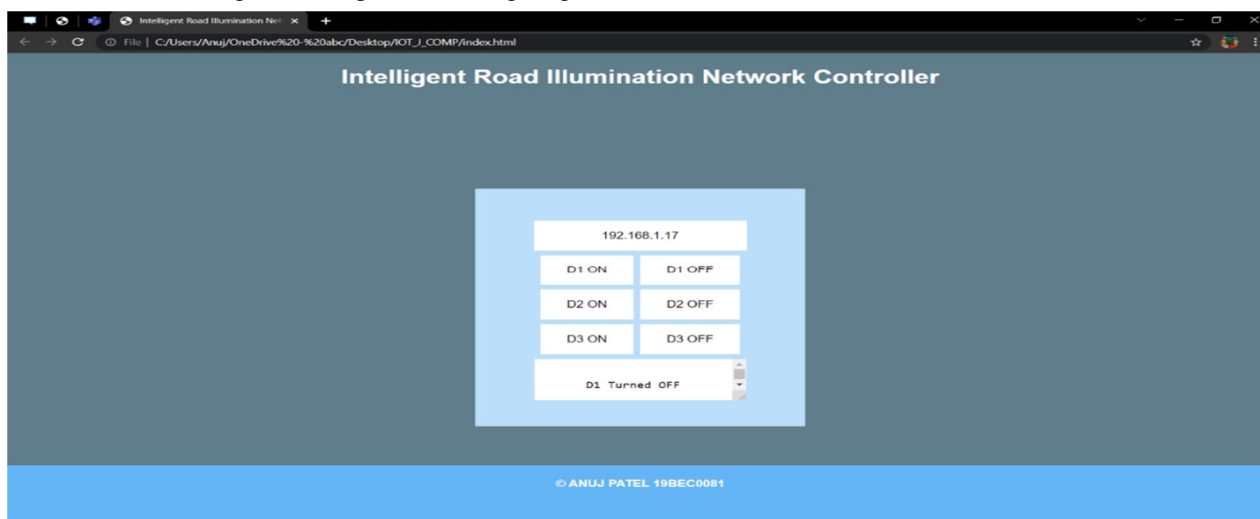 Intelligent Road Illumination Net
File C:/Users/Anuj/OneDrive%20-%20abc/Desktop/IOT_J_COMP/index.html
Intelligent Road Illumination Network Controller
192.168.1.17
D1 ON D1 OFF
D2 ON D2 OFF
D3 ON D3 OFF
D1 Turned OFF
© ANUJ PATEL 19BEC0081